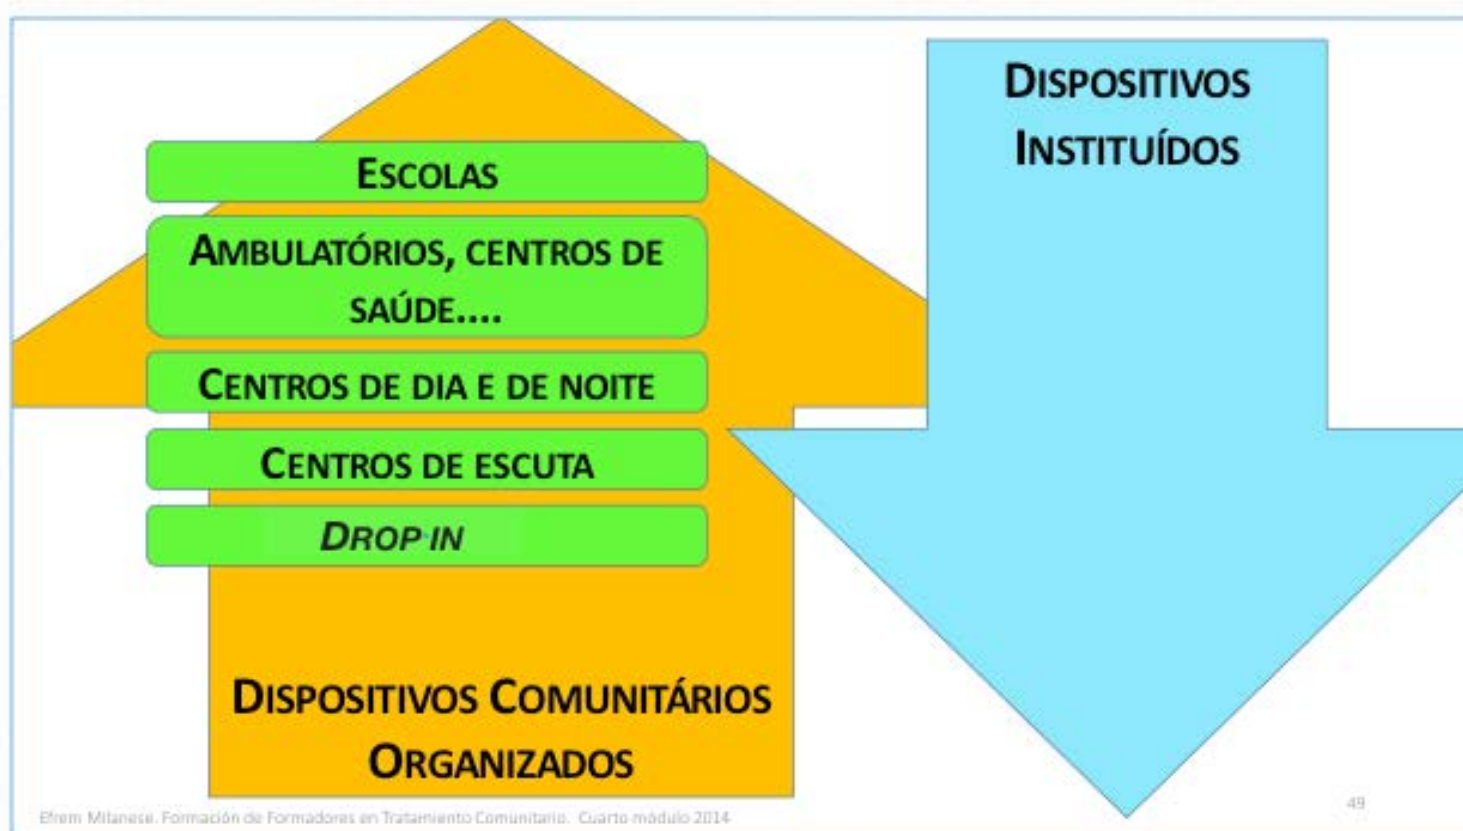 DISPOSITIVOS
INSTITUÍDOS
ESCOLAS
AMBULATÓRIOS, CENTROS DE
SAÚDE....
CENTROS DE DIA E DE NOITE
CENTROS DE ESCUTA
DROP-IN
DISPOSITIVOS COMUNITÁRIOS
ORGANIZADOS
Efrem Milanese. Formación de Formadores en Tratamiento Comunitario. Cuarto módulo 2014
49